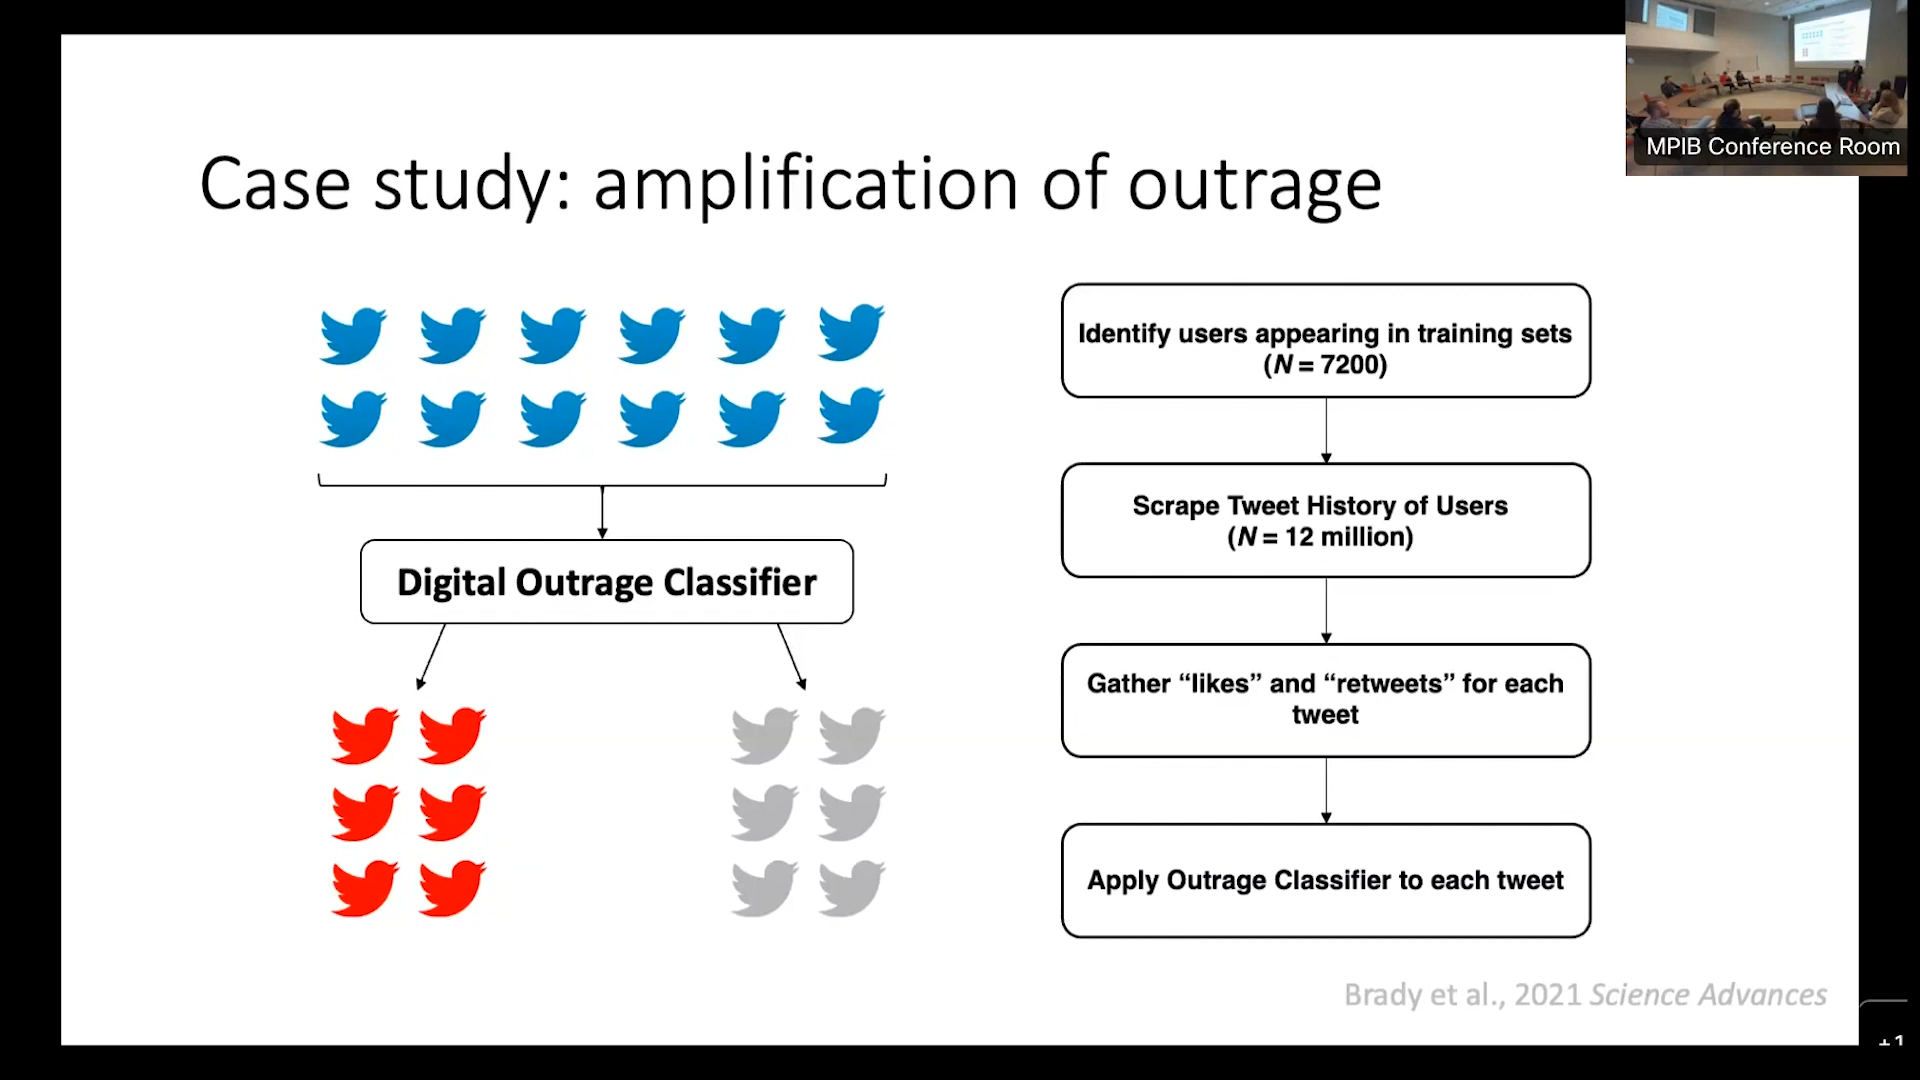 MPIB Conference Room
Case study: amplification of outrage
Digital Outrage Classifier
Identify users appearing in training sets
(N = 7200)
Scrape Tweet History of Users
(N = 12 million)
Gather “likes” and “retweets” for each
tweet
Apply Outrage Classifier to each tweet
Brady et al., 2021 Science Advances